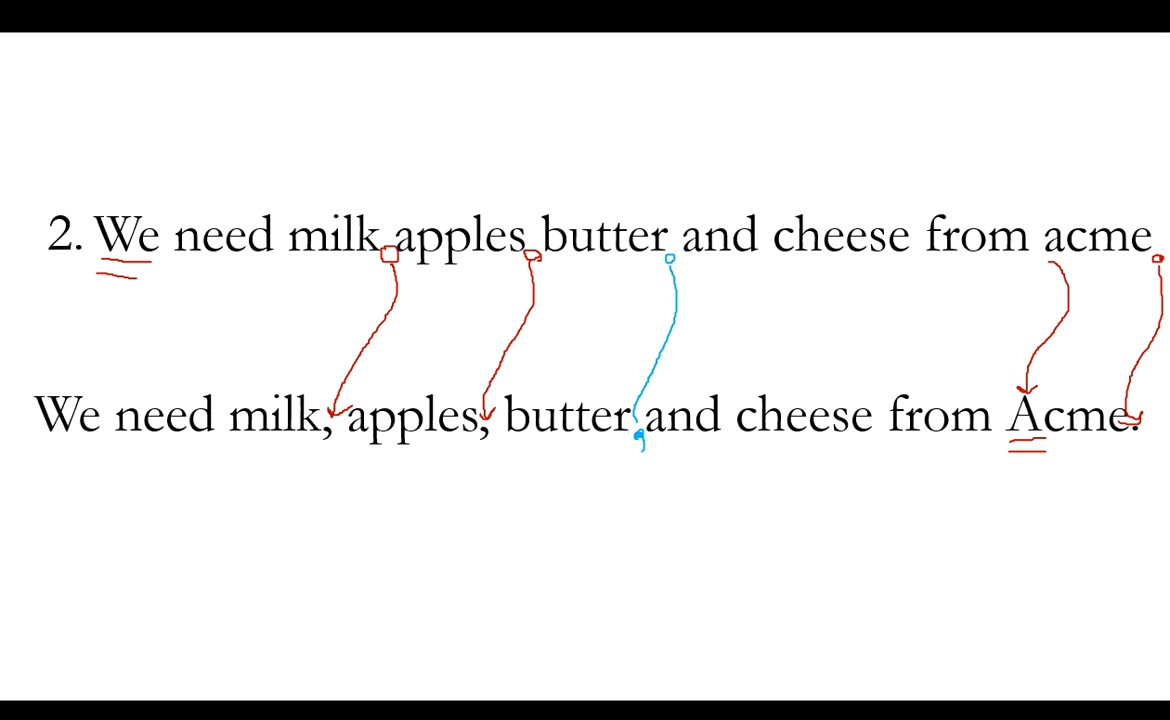 2. We need milk apples butter and cheese from acme
We need milk, apples, butter, and cheese from Acme.